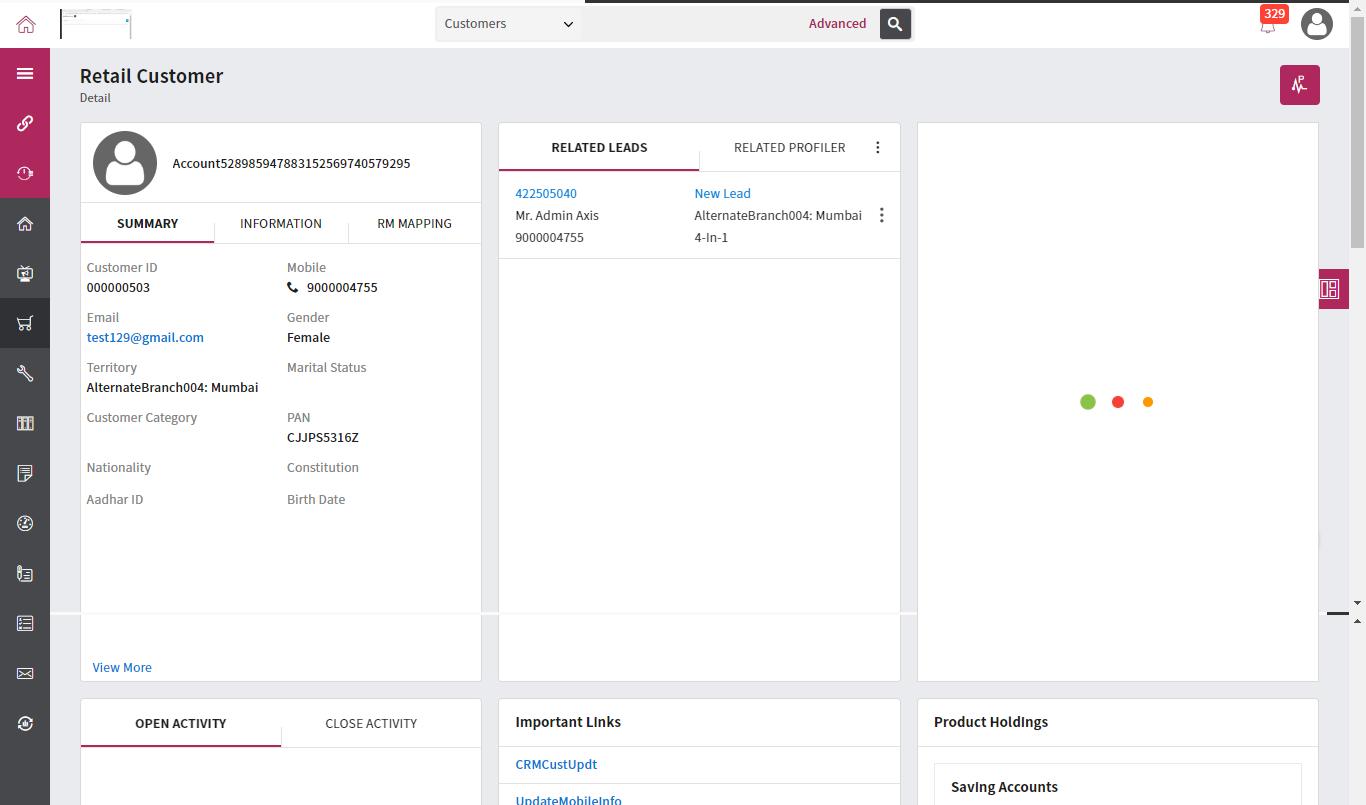 Customers
Advanced
329
Retail Customer
Detail
Account52898594788315256974057​9295
SUMMARY
INFORMATION
RM MAPPING
Customer ID
000000503
Mobile
9000004755
Email
test129@gmail.com
Gender
Female
Territory
AlternateBranch004: Mumbai
Marital Status
Customer Category
PAN
CJJPS5316Z
Nationality
Constitution
Aadhar ID
Birth Date
View More
RELATED LEADS
RELATED PROFILER
422505040
New Lead
Mr. Admin Axis
AlternateBranch004: Mumbai
9000004755
4-In-1
OPEN ACTIVITY
CLOSE ACTIVITY
Important Links
CRMCustUpdt
UpdateMobileInfo
Product Holdings
Saving Accounts